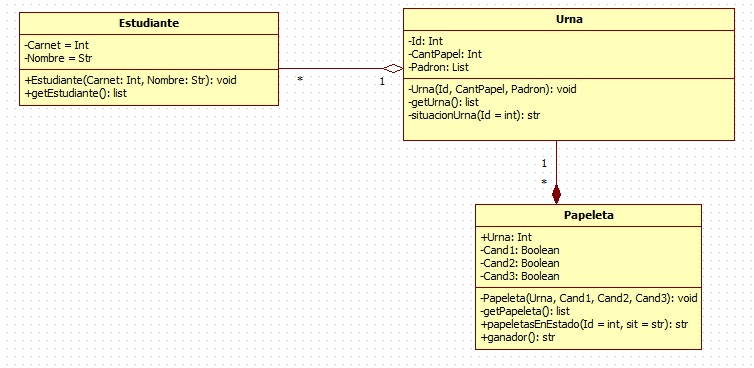 Estudiante
-Carnet = Int
-Nombre = Str
+Estudiante(Carnet: Int, Nombre: Str): void
+getEstudiante(): list
*
1
Urna
-Id: Int
-CantPapel: Int
-Padron: List
-Urna(Id, CantPapel, Padron): void
-getUrna(): list
-situacionUrna(Id = int): str
1
*
Papeleta
+Urna: Int
-Cand1: Boolean
-Cand2: Boolean
-Cand3: Boolean
-Papeleta(Urna, Cand1, Cand2, Cand3): void
-getPapeleta(): list
+papeletasEnEstado(Id = int, sit = str): str
+ganador(): str